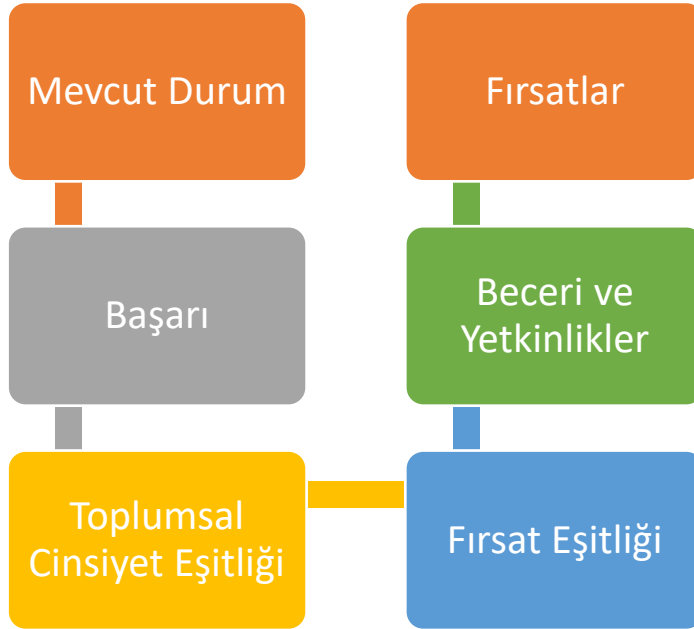 Mevcut Durum
Başarı
Toplumsal
Cinsiyet Eşitliği
Fırsat Eşitliği
Beceri ve
Yetkinlikler
Fırsatlar